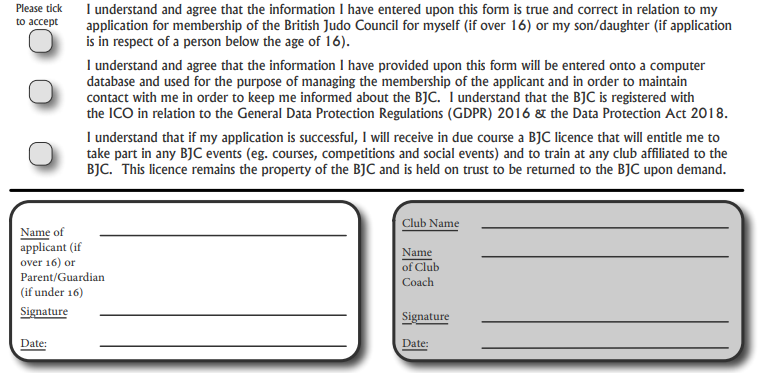 Please tick
to accept
I understand and agree that the information I have entered upon this form is true and correct in relation to my
application for membership of the British Judo Council for myself (if over 16) or my son/daughter (if application
is in respect of a person below the age of 16).
I understand and agree that the information I have provided upon this form will be entered onto a computer
database and used for the purpose of managing the membership of the applicant and in order to maintain
contact with me in order to keep me informed about the BJC. I understand that the BJC is registered with
the ICO in relation to the General Data Protection Regulations (GDPR) 2016 & the Data Protection Act 2018.
I understand that if my application is successful, I will receive in due course a BJC licence that will entitle me to
take part in any BJC events (eg. courses, competitions and social events) and to train at any club affiliated to the
BJC. This licence remains the property of the BJC and is held on trust to be returned to the BJC upon demand.
Name of
applicant (if
over 16) or
Parent/Guardian
(if under 16)
Signature
Date:
Club Name
Name
of Club
Coach
Signature
Date: